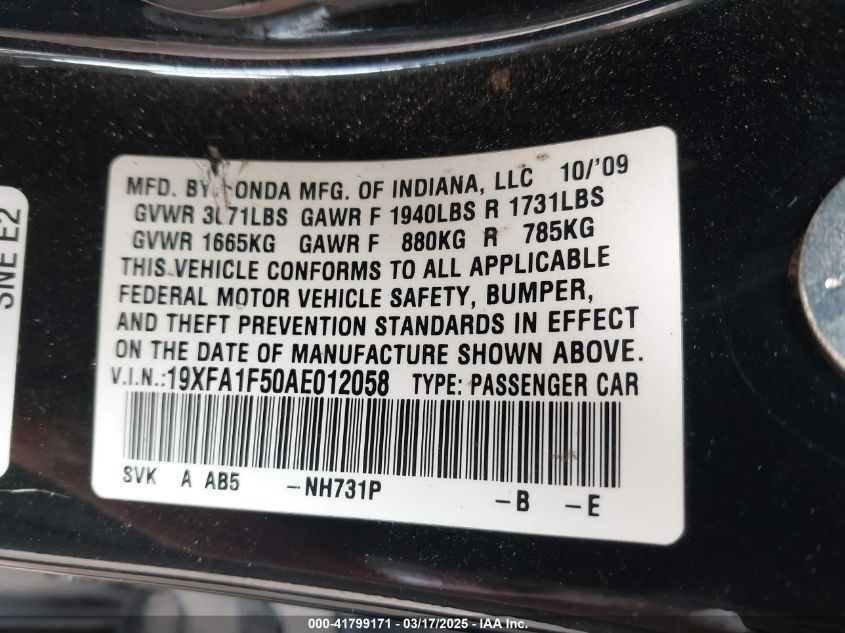 MFD. BY HONDA MFG. OF INDIANA, LLC 10/'09
GVWR 3671LBS GAWR F 1940LBS R 1731LBS
GVWR 1665KG GAWR F 880KG R 785KG
THIS VEHICLE CONFORMS TO ALL APPLICABLE
FEDERAL MOTOR VEHICLE SAFETY, BUMPER,
AND THEFT PREVENTION STANDARDS IN EFFECT
ON THE DATE OF MANUFACTURE SHOWN ABOVE.
V.I.N.:19XFA1F50AE012058 TYPE: PASSENGER CAR
SVK A AB5 -NH731P -B -E
SNE E2
000-41799171 - 03/17/2025 - IAA, Inc.